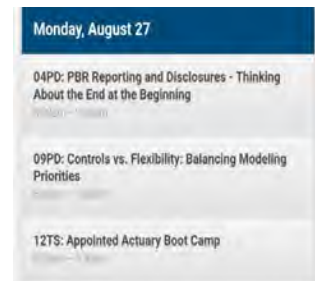 Monday, August 27
04PD: PBR Reporting and Disclosures - Thinking
About the End at the Beginning
09PD: Controls vs. Flexibility: Balancing Modeling
Priorities
12TS: Appointed Actuary Boot Camp